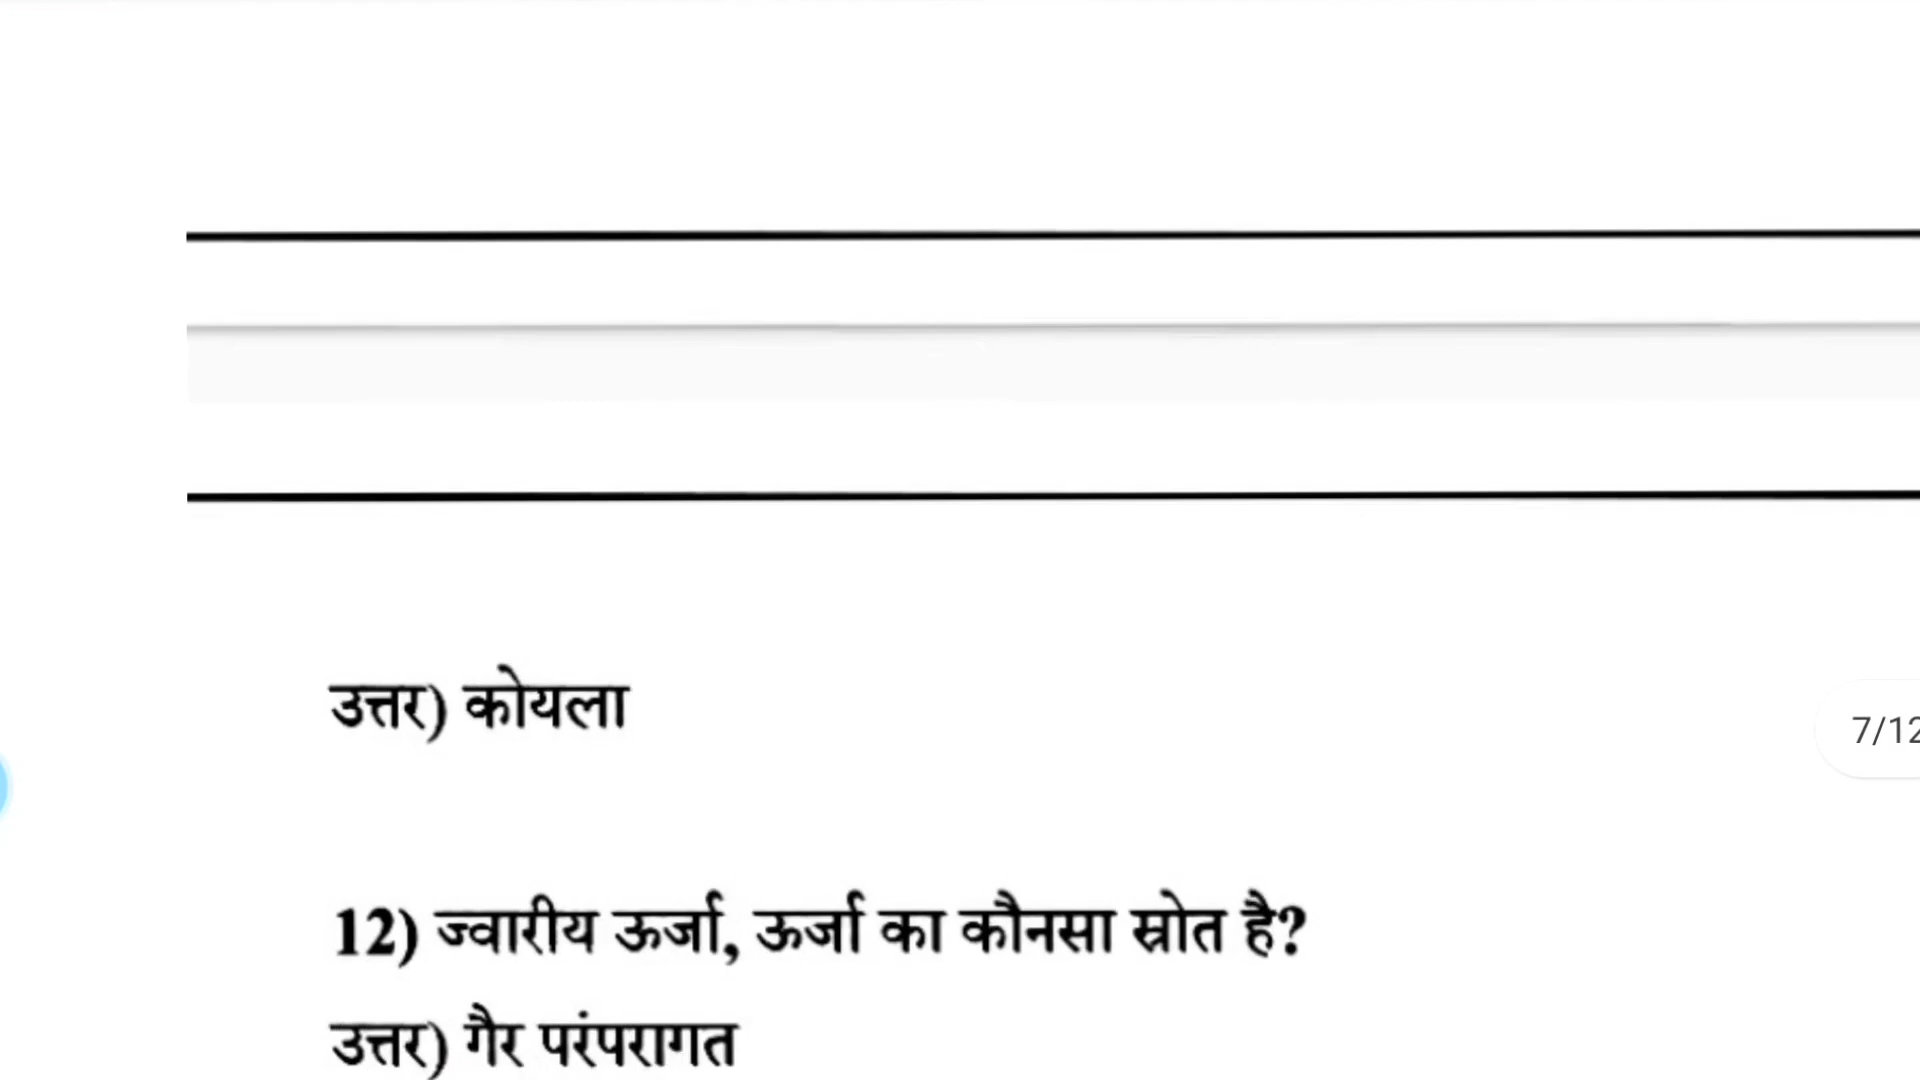 उत्तर) कोयला
7/12
12) ज्वारीय ऊर्जा, ऊर्जा का कौनसा स्रोत है?
उत्तर) गैर परंपरागत